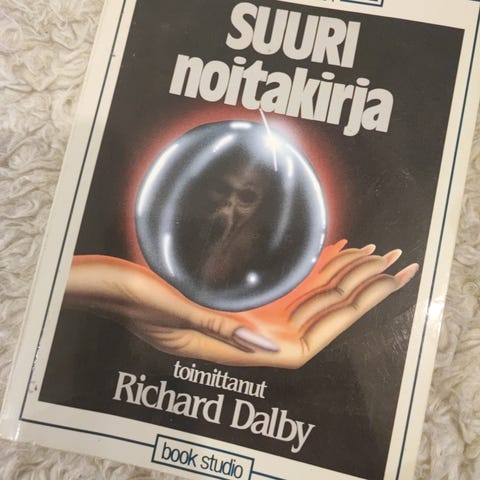 SUURI
noitakirja
toimittanut
Richard Dalby
book studio